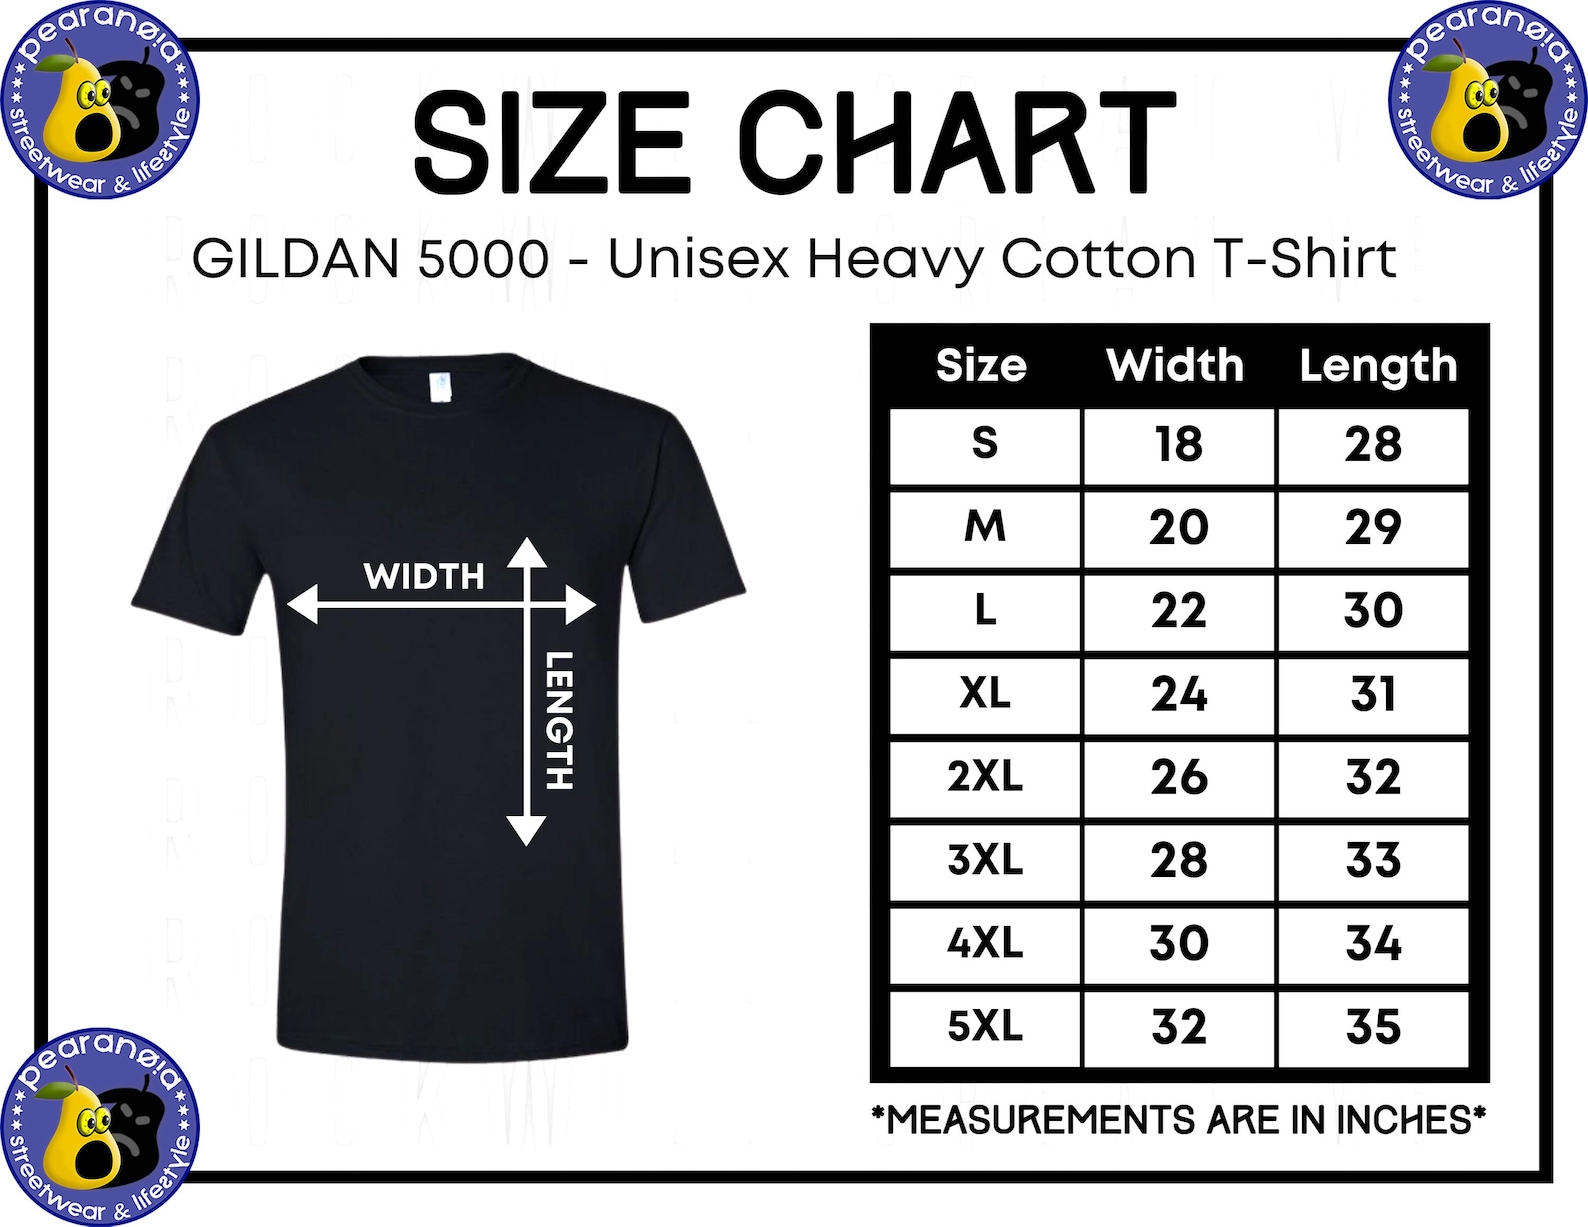 pearanøia
streetwear & lifestyle
pearanøia
streetwear & lifestyle
SIZE CHART
GILDAN 5000 - Unisex Heavy Cotton T-Shirt
WIDTH
LENGTH
Size Width Length
S 18 28
M 20 29
L 22 30
XL 24 31
2XL 26 32
3XL 28 33
4XL 30 34
5XL 32 35
*MEASUREMENTS ARE IN INCHES*
pearanøia
streetwear & lifestyle